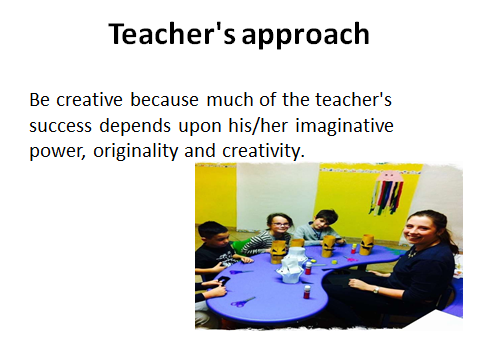 Teacher's approach
Be creative because much of the teacher's
success depends upon his/her imaginative
power, originality and creativity.